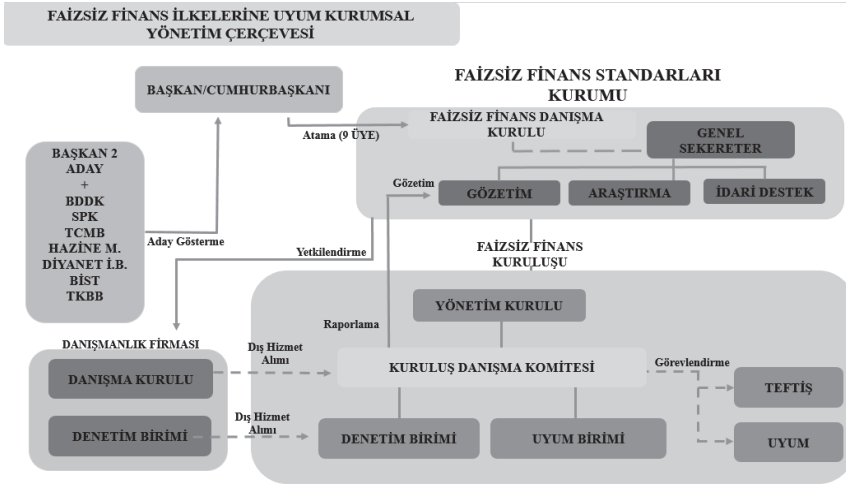 FAİZSİZ FİNANS İLKELERİNE UYUM KURUMSAL
YÖNETİM ÇERÇEVESİ
BAŞKAN/CUMHURBAŞKANI
FAİZSİZ FİNANS STANDARLARI
KURUMU
Atama (9 ÜYE)
FAİZSİZ FİNANS DANIŞMA
KURULU
GENEL
SEKERETER
BAŞKAN 2
ADAY
+
BDDK
SPK
TCMB
HAZİNE M.
DİYANET İ.B.
BİST
TKBB
Aday Gösterme
Gözetim
GÖZETİM
ARAŞTIRMA
İDARİ DESTEK
Yetkilendirme
FAİZSİZ FİNANS
KURULUŞU
YÖNETİM KURULU
Raporlama
DANIŞMANLIK FİRMASI
DANIŞMA KURULU
Dış Hizmet
Alımı
KURULUŞ DANIŞMA KOMİTESİ
Görevlendirme
TEFTİŞ
DENETİM BİRİMİ
Dış Hizmet
Alımı
DENETİM BİRİMİ
UYUM BİRİMİ
UYUM